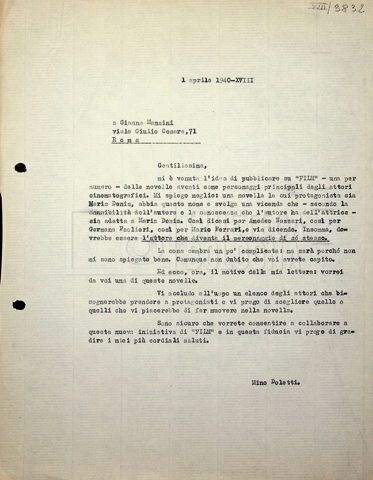 VIII/3832
1 aprile 1940-XVIII
a Gianna Manzini
viale Giulio Cesare,71
Roma
Gentilissima,
mi è venuta l'idea di pubblicare su "FILM" - una per
numero - delle novelle aventi come personaggi principali degli attori
cinematografici. Mi spiego meglio: una novella la cui protagonista sia
Maria Denis, abbia questo nome e svolga una vicenda che - secondo la
sensibilità dell'autore e la conoscenza che l'autore ha dell'attrice -
sia adatta a Maria Denis. Così dicasi per Amedeo Nazzari, così per
Germana Paolieri, così per Mario Ferrari, e via dicendo. Insomma, do-
vrebbe essere l'attore che diventa il personaggio di sé stesso.
La cosa sembra un po' complicata: ma sarà perché non
mi sono spiegato bene. Comunque non dubito che voi avrete capito.
Ed ecco, ora, il motivo della mia lettera: vorrei
da voi una di queste novelle.
Vi accludo all'uopo un elenco degli attori che bi-
sognerebbe prendere a protagonisti e vi prego di scegliere quello o
quelli che vi piacerebbe di far muovere nella novella.
Sono sicuro che vorrete consentire a collaborare a
questa nuova iniziativa di "FILM" e in questa fiducia vi prego di gra-
dire i miei più cordiali saluti.
Mino Doletti.